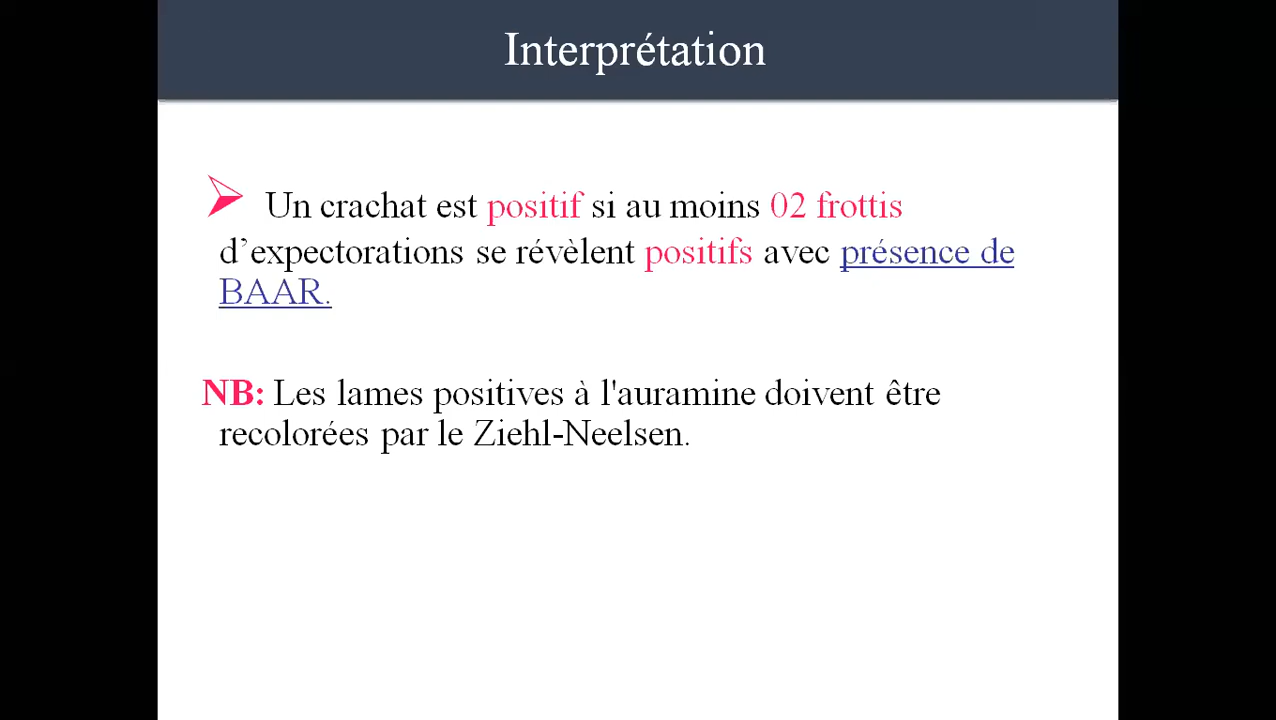 Interprétation
➢ Un crachat est positif si au moins 02 frottis
d’expectorations se révèlent positifs avec présence de
BAAR.
NB: Les lames positives à l'auramine doivent être
recolorées par le Ziehl-Neelsen.